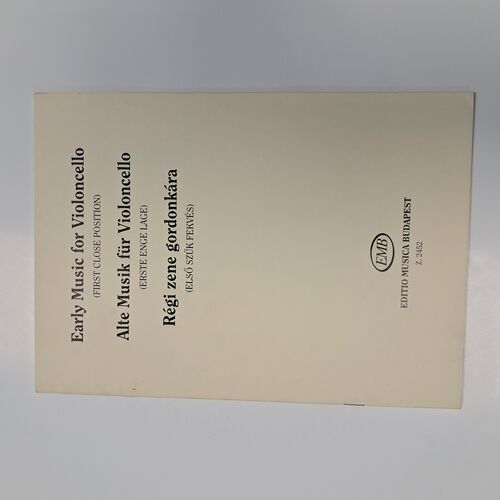 Early Music for Violoncello
(FIRST CLOSE POSITION)
Alte Musik für Violoncello
(ERSTE ENGE LAGE)
Régi zene gordonkára
(ELSŐ SZŰK FEKVÉS)
EMB
EDITIO MUSICA BUDAPEST
Z. 2452